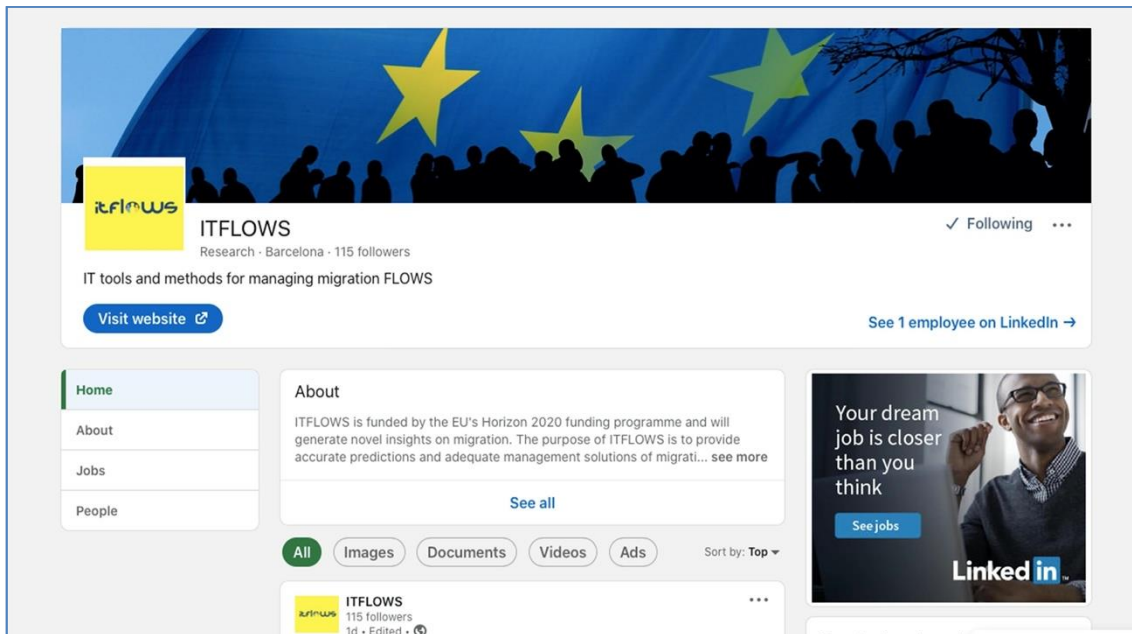 itflows
ITFLOWS
Research · Barcelona · 115 followers
IT tools and methods for managing migration FLOWS
Visit website
✓ Following ...
See 1 employee on LinkedIn →
Home
About
Jobs
People
About
ITFLOWS is funded by the EU's Horizon 2020 funding programme and will
generate novel insights on migration. The purpose of ITFLOWS is to provide
accurate predictions and adequate management solutions of migrati... see more
See all
All Images Documents Videos Ads Sort by: Top
itflows
ITFLOWS
115 followers
1d • Edited •
Your dream
job is closer
than you
think
See jobs
Linked in